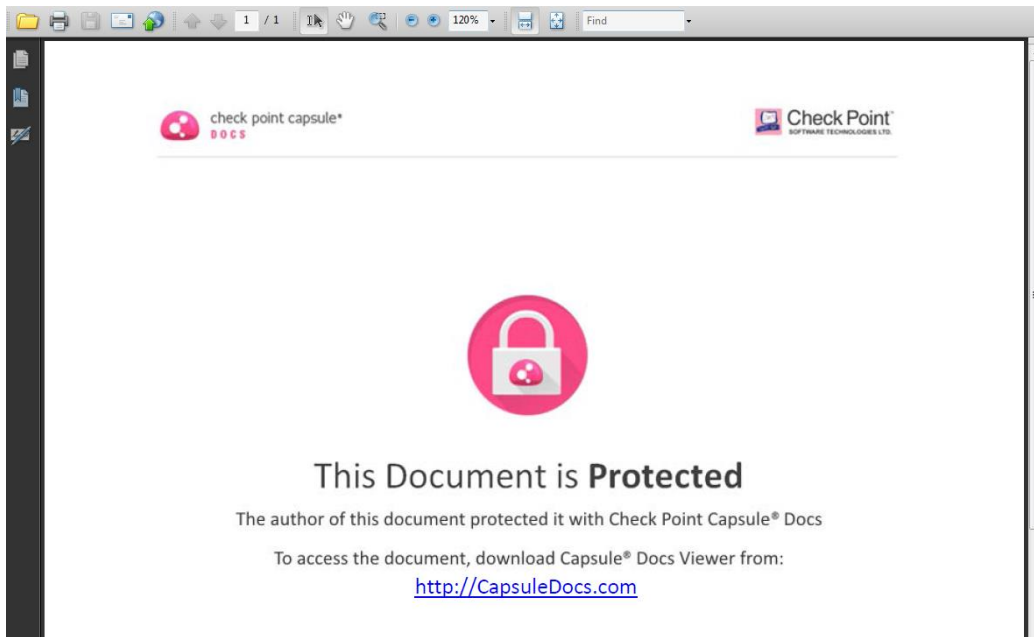 1 / 1 120% Find
check point capsule*
DOCS
Check Point™
SOFTWARE TECHNOLOGIES LTD.
This Document is Protected
The author of this document protected it with Check Point Capsule® Docs
To access the document, download Capsule® Docs Viewer from:
http://CapsuleDocs.com